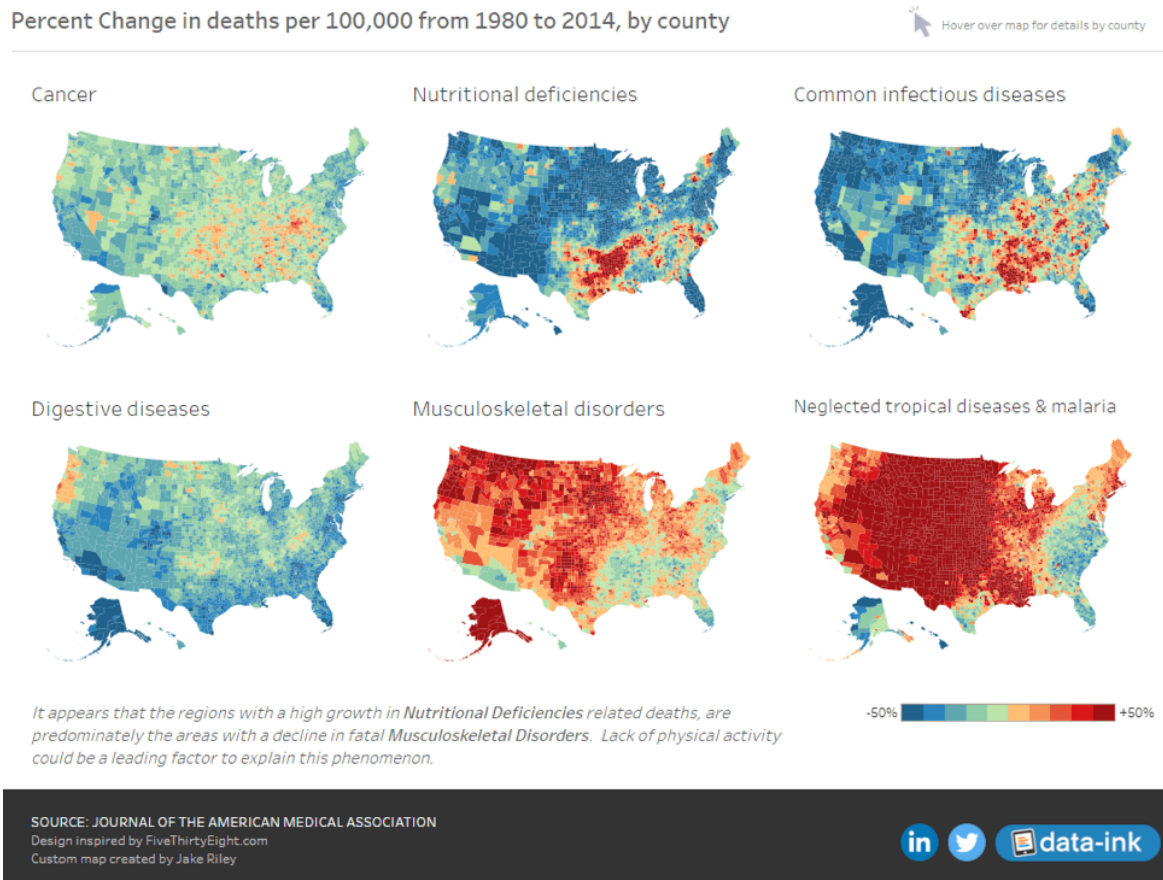 Percent Change in deaths per 100,000 from 1980 to 2014, by county
Hover over map for details by county
Cancer
Nutritional deficiencies
Common infectious diseases
Digestive diseases
Musculoskeletal disorders
Neglected tropical diseases & malaria
It appears that the regions with a high growth in Nutritional Deficiencies related deaths, are
predominately the areas with a decline in fatal Musculoskeletal Disorders. Lack of physical activity
could be a leading factor to explain this phenomenon.
-50%
+50%
SOURCE: JOURNAL OF THE AMERICAN MEDICAL ASSOCIATION
Design inspired by FiveThirtyEight.com
Custom map created by Jake Riley
in
data-ink